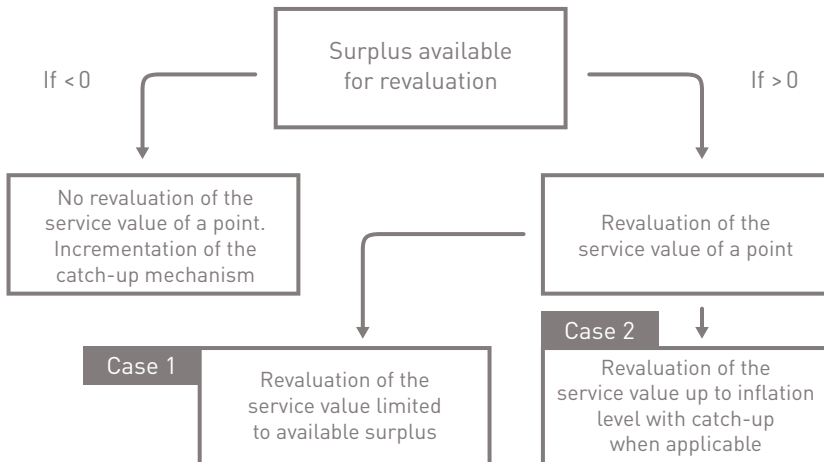 Surplus available
for revaluation
If < 0
If > 0
No revaluation of the
service value of a point.
Incrementation of the
catch-up mechanism
Revaluation of the
service value of a point
Case 1
Revaluation of the
service value limited
to available surplus
Case 2
Revaluation of the
service value up to inflation
level with catch-up
when applicable